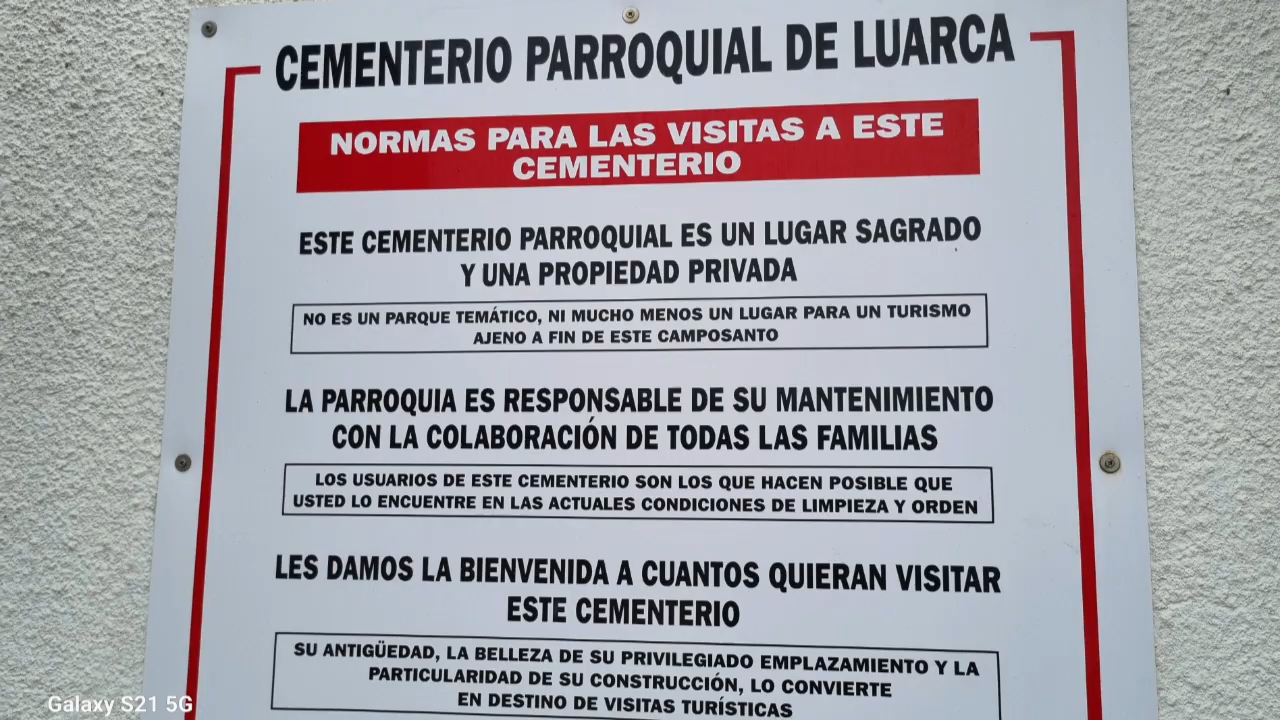 CEMENTERIO PARROQUIAL DE LUARCA
NORMAS PARA LAS VISITAS A ESTE
CEMENTERIO
ESTE CEMENTERIO PARROQUIAL ES UN LUGAR SAGRADO
Y UNA PROPIEDAD PRIVADA
NO ES UN PARQUE TEMÁTICO, NI MUCHO MENOS UN LUGAR PARA UN TURISMO
AJENO A FIN DE ESTE CAMPOSANTO
LA PARROQUIA ES RESPONSABLE DE SU MANTENIMIENTO
CON LA COLABORACIÓN DE TODAS LAS FAMILIAS
LOS USUARIOS DE ESTE CEMENTERIO SON LOS QUE HACEN POSIBLE QUE
USTED LO ENCUENTRE EN LAS ACTUALES CONDICIONES DE LIMPIEZA Y ORDEN
LES DAMOS LA BIENVENIDA A CUANTOS QUIERAN VISITAR
ESTE CEMENTERIO
SU ANTIGÜEDAD, LA BELLEZA DE SU PRIVILEGIADO EMPLAZAMIENTO Y LA
PARTICULARIDAD DE SU CONSTRUCCIÓN, LO CONVIERTE
EN DESTINO DE VISITAS TURÍSTICAS
Galaxy S21 5G